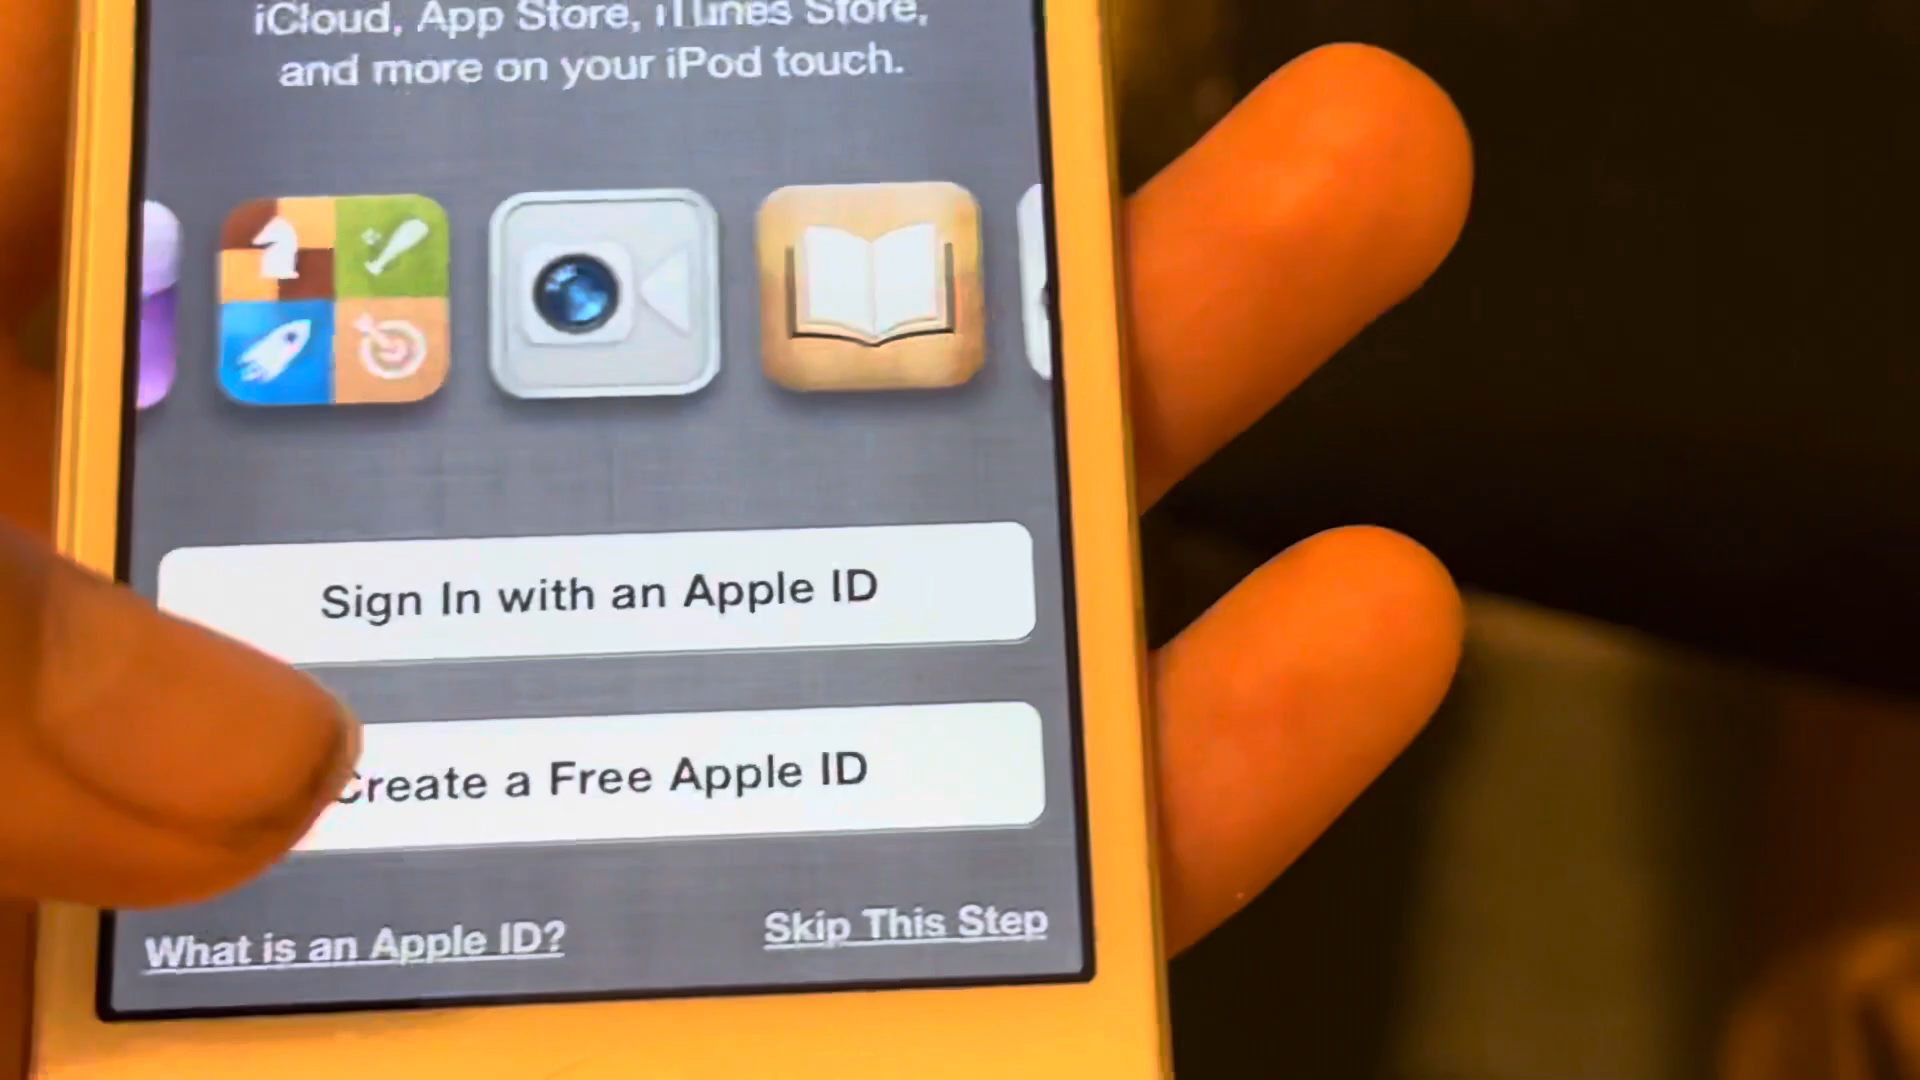 iCloud, App Store, iTunes Store,
and more on your iPod touch.
Sign In with an Apple ID
Create a Free Apple ID
What is an Apple ID?
Skip This Step